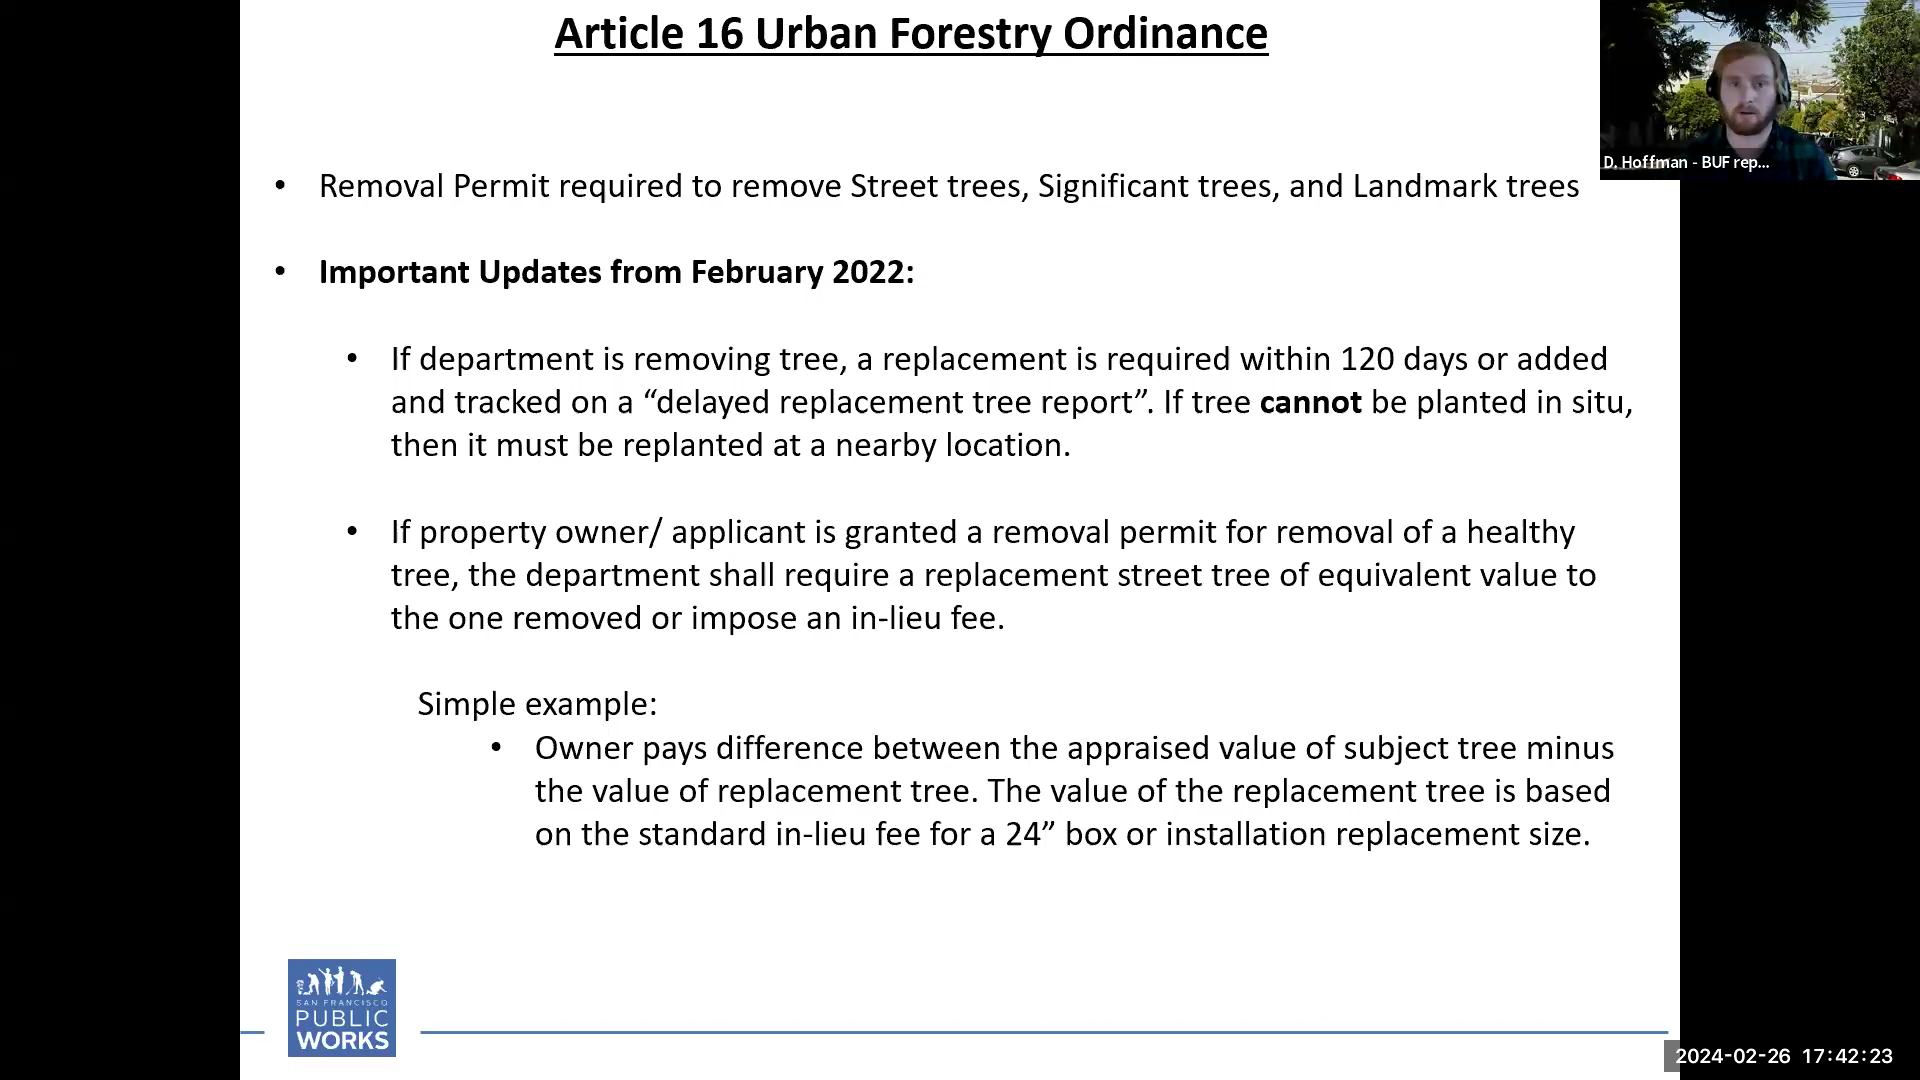 Article 16 Urban Forestry Ordinance
D. Hoffman - BUF rep...
• Removal Permit required to remove Street trees, Significant trees, and Landmark trees
• Important Updates from February 2022:
• If department is removing tree, a replacement is required within 120 days or added
and tracked on a “delayed replacement tree report”. If tree cannot be planted in situ,
then it must be replanted at a nearby location.
• If property owner/ applicant is granted a removal permit for removal of a healthy
tree, the department shall require a replacement street tree of equivalent value to
the one removed or impose an in-lieu fee.
Simple example:
• Owner pays difference between the appraised value of subject tree minus
the value of replacement tree. The value of the replacement tree is based
on the standard in-lieu fee for a 24” box or installation replacement size.
SAN FRANCISCO
PUBLIC
WORKS
2024-02-26 17:42:23